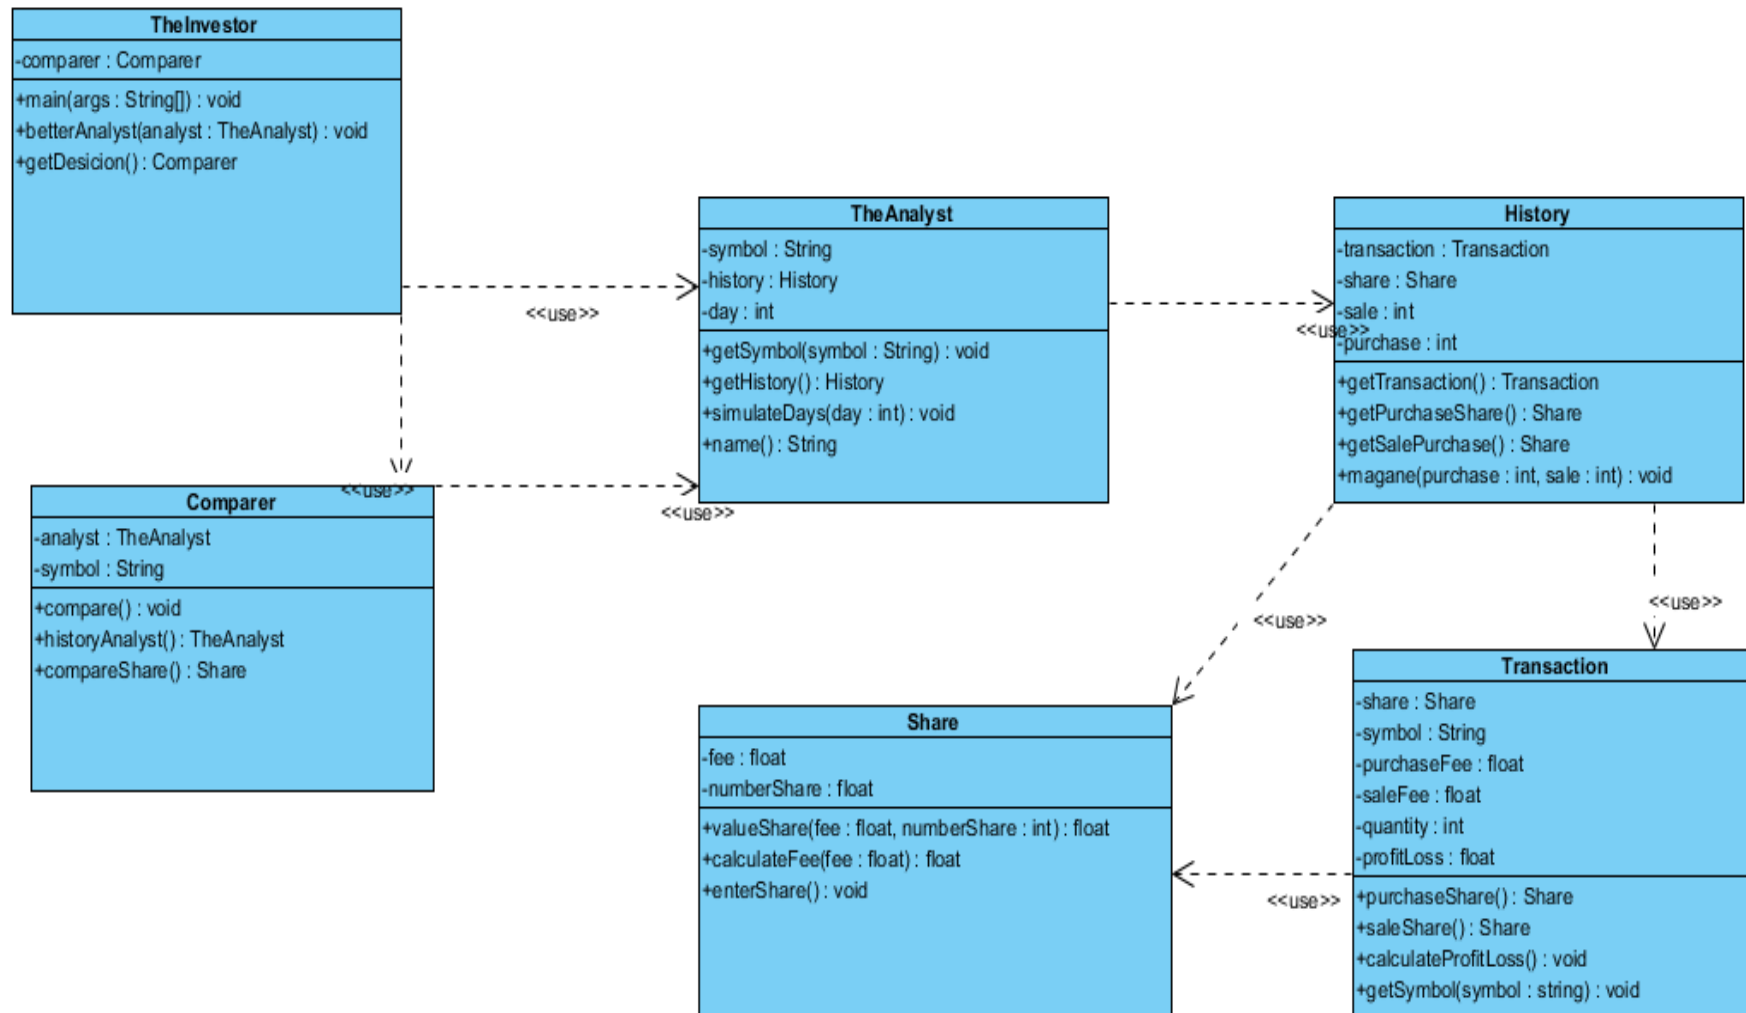 TheInvestor
-comparer : Comparer
+main(args : String[]) : void
+betterAnalyst(analyst : TheAnalyst) : void
+getDesicion() : Comparer
<<use>>
<<use>>
TheAnalyst
-symbol : String
-history : History
-day : int
+getSymbol(symbol : String) : void
+getHistory() : History
+simulateDays(day : int) : void
+name() : String
<<use>>
History
-transaction : Transaction
-share : Share
-sale : int
-purchase : int
+getTransaction() : Transaction
+getPurchaseShare() : Share
+getSalePurchase() : Share
+magane(purchase : int, sale : int) : void
Comparer
-analyst : TheAnalyst
-symbol : String
+compare() : void
+historyAnalyst() : TheAnalyst
+compareShare() : Share
<<use>>
<<use>>
<<use>>
Share
-fee : float
-numberShare : float
+valueShare(fee : float, numberShare : int) : float
+calculateFee(fee : float) : float
+enterShare() : void
<<use>>
Transaction
-share : Share
-symbol : String
-purchaseFee : float
-saleFee : float
-quantity : int
-profitLoss : float
+purchaseShare() : Share
+saleShare() : Share
+calculateProfitLoss() : void
+getSymbol(symbol : string) : void